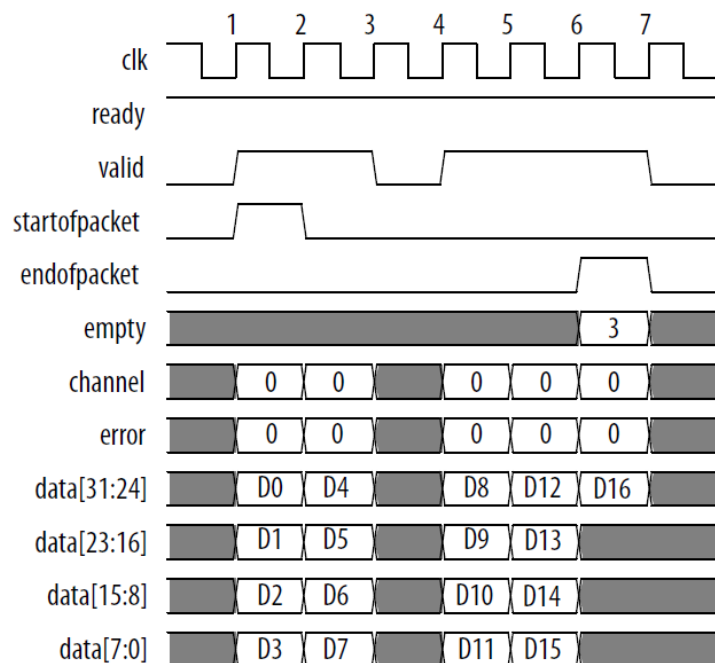 1 2 3 4 5 6 7
clk
ready
valid
startofpacket
endofpacket
empty 3
channel 0 0 0 0 0
error 0 0 0 0 0
data[31:24] D0 D4 D8 D12 D16
data[23:16] D1 D5 D9 D13
data[15:8] D2 D6 D10 D14
data[7:0] D3 D7 D11 D15